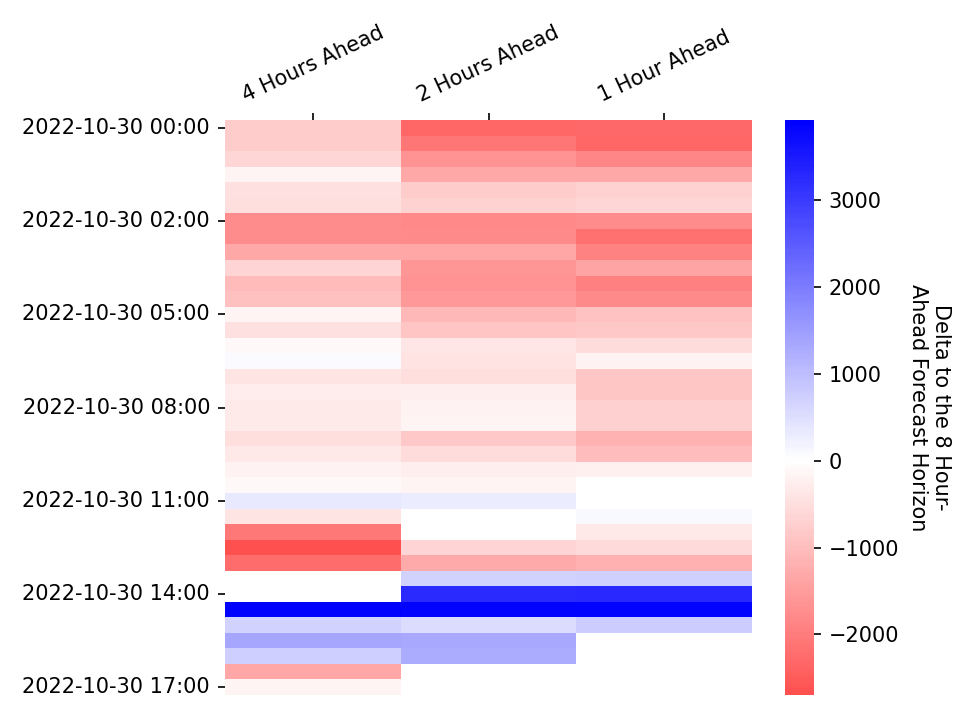 4 Hours Ahead
2 Hours Ahead
1 Hour Ahead
2022-10-30 00:00
2022-10-30 02:00
2022-10-30 05:00
2022-10-30 08:00
2022-10-30 11:00
2022-10-30 14:00
2022-10-30 17:00
3000
2000
1000
0
−1000
−2000
Delta to the 8 Hour-
Ahead Forecast Horizon